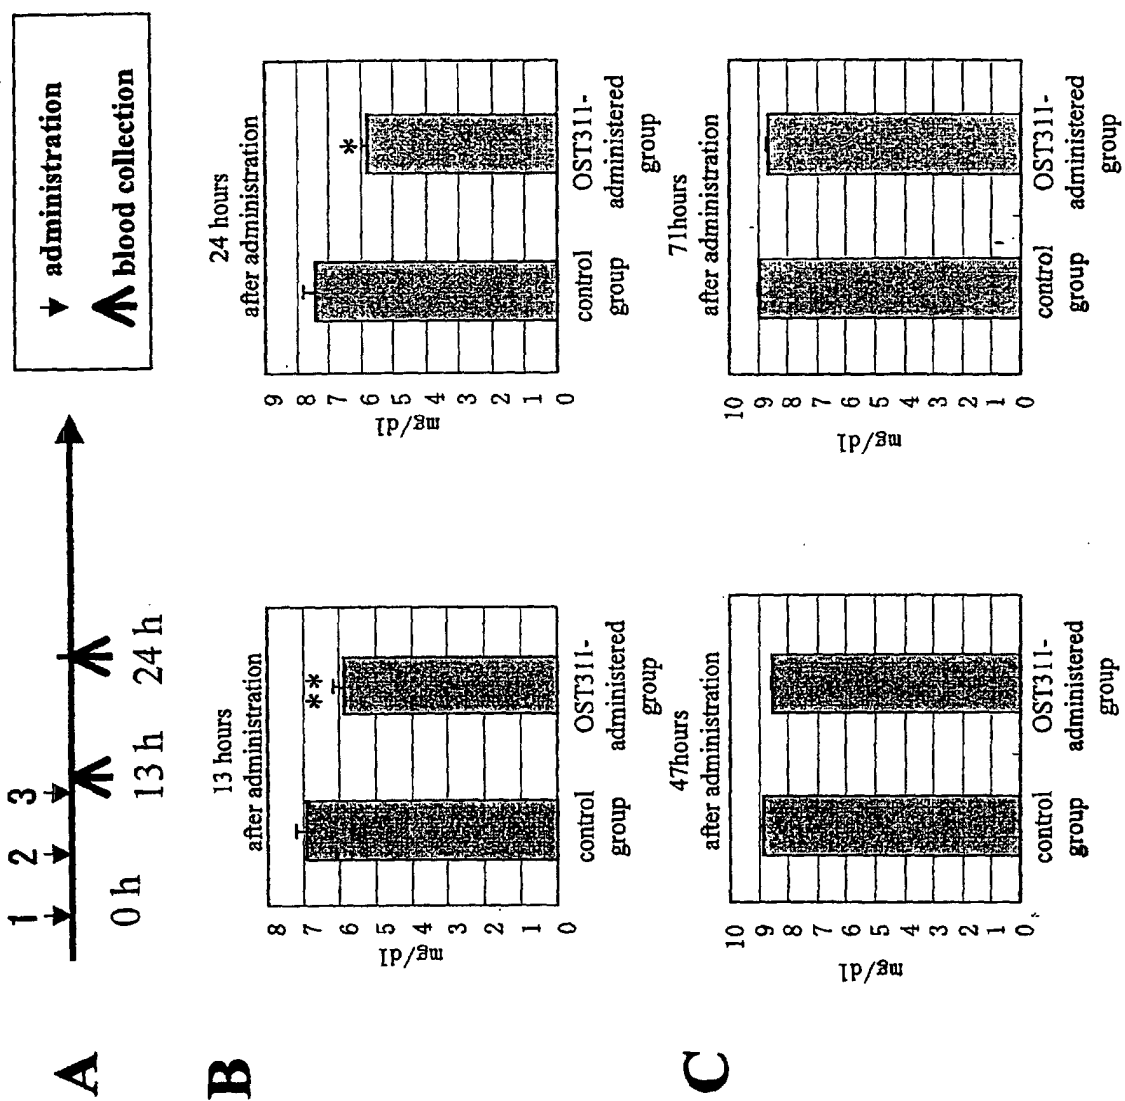 A
1 2 3
0 h 13 h 24 h
administration
blood collection
B
13 hours
after administration
8
7
6
5
4
3
2
1
0
mg/dl
**
control
group
OST311-
administered
group
24 hours
after administration
9
8
7
6
5
4
3
2
1
0
mg/dl
*
control
group
OST311-
administered
group
C
47hours
after administration
10
9
8
7
6
5
4
3
2
1
0
mg/dl
control
group
OST311-
administered
group
71hours
after administration
10
9
8
7
6
5
4
3
2
1
0
mg/dl
control
group
OST311-
administered
group